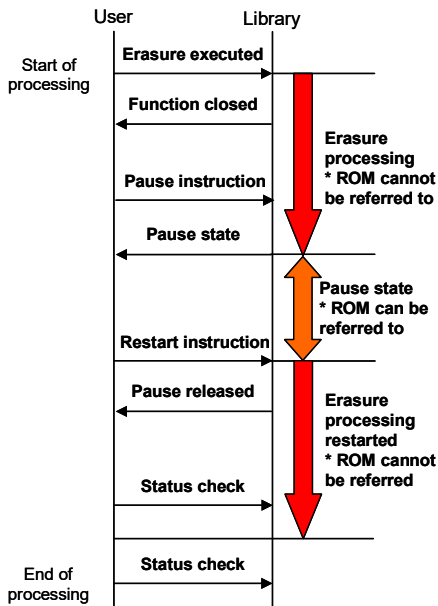 User
Library
Erasure executed
Start of
processing
Function closed
Erasure
processing
* ROM cannot
be referred to
Pause instruction
Pause state
Pause state
* ROM can be
referred to
Restart instruction
Pause released
Erasure
processing
restarted
* ROM cannot
be referred
Status check
Status check
End of
processing